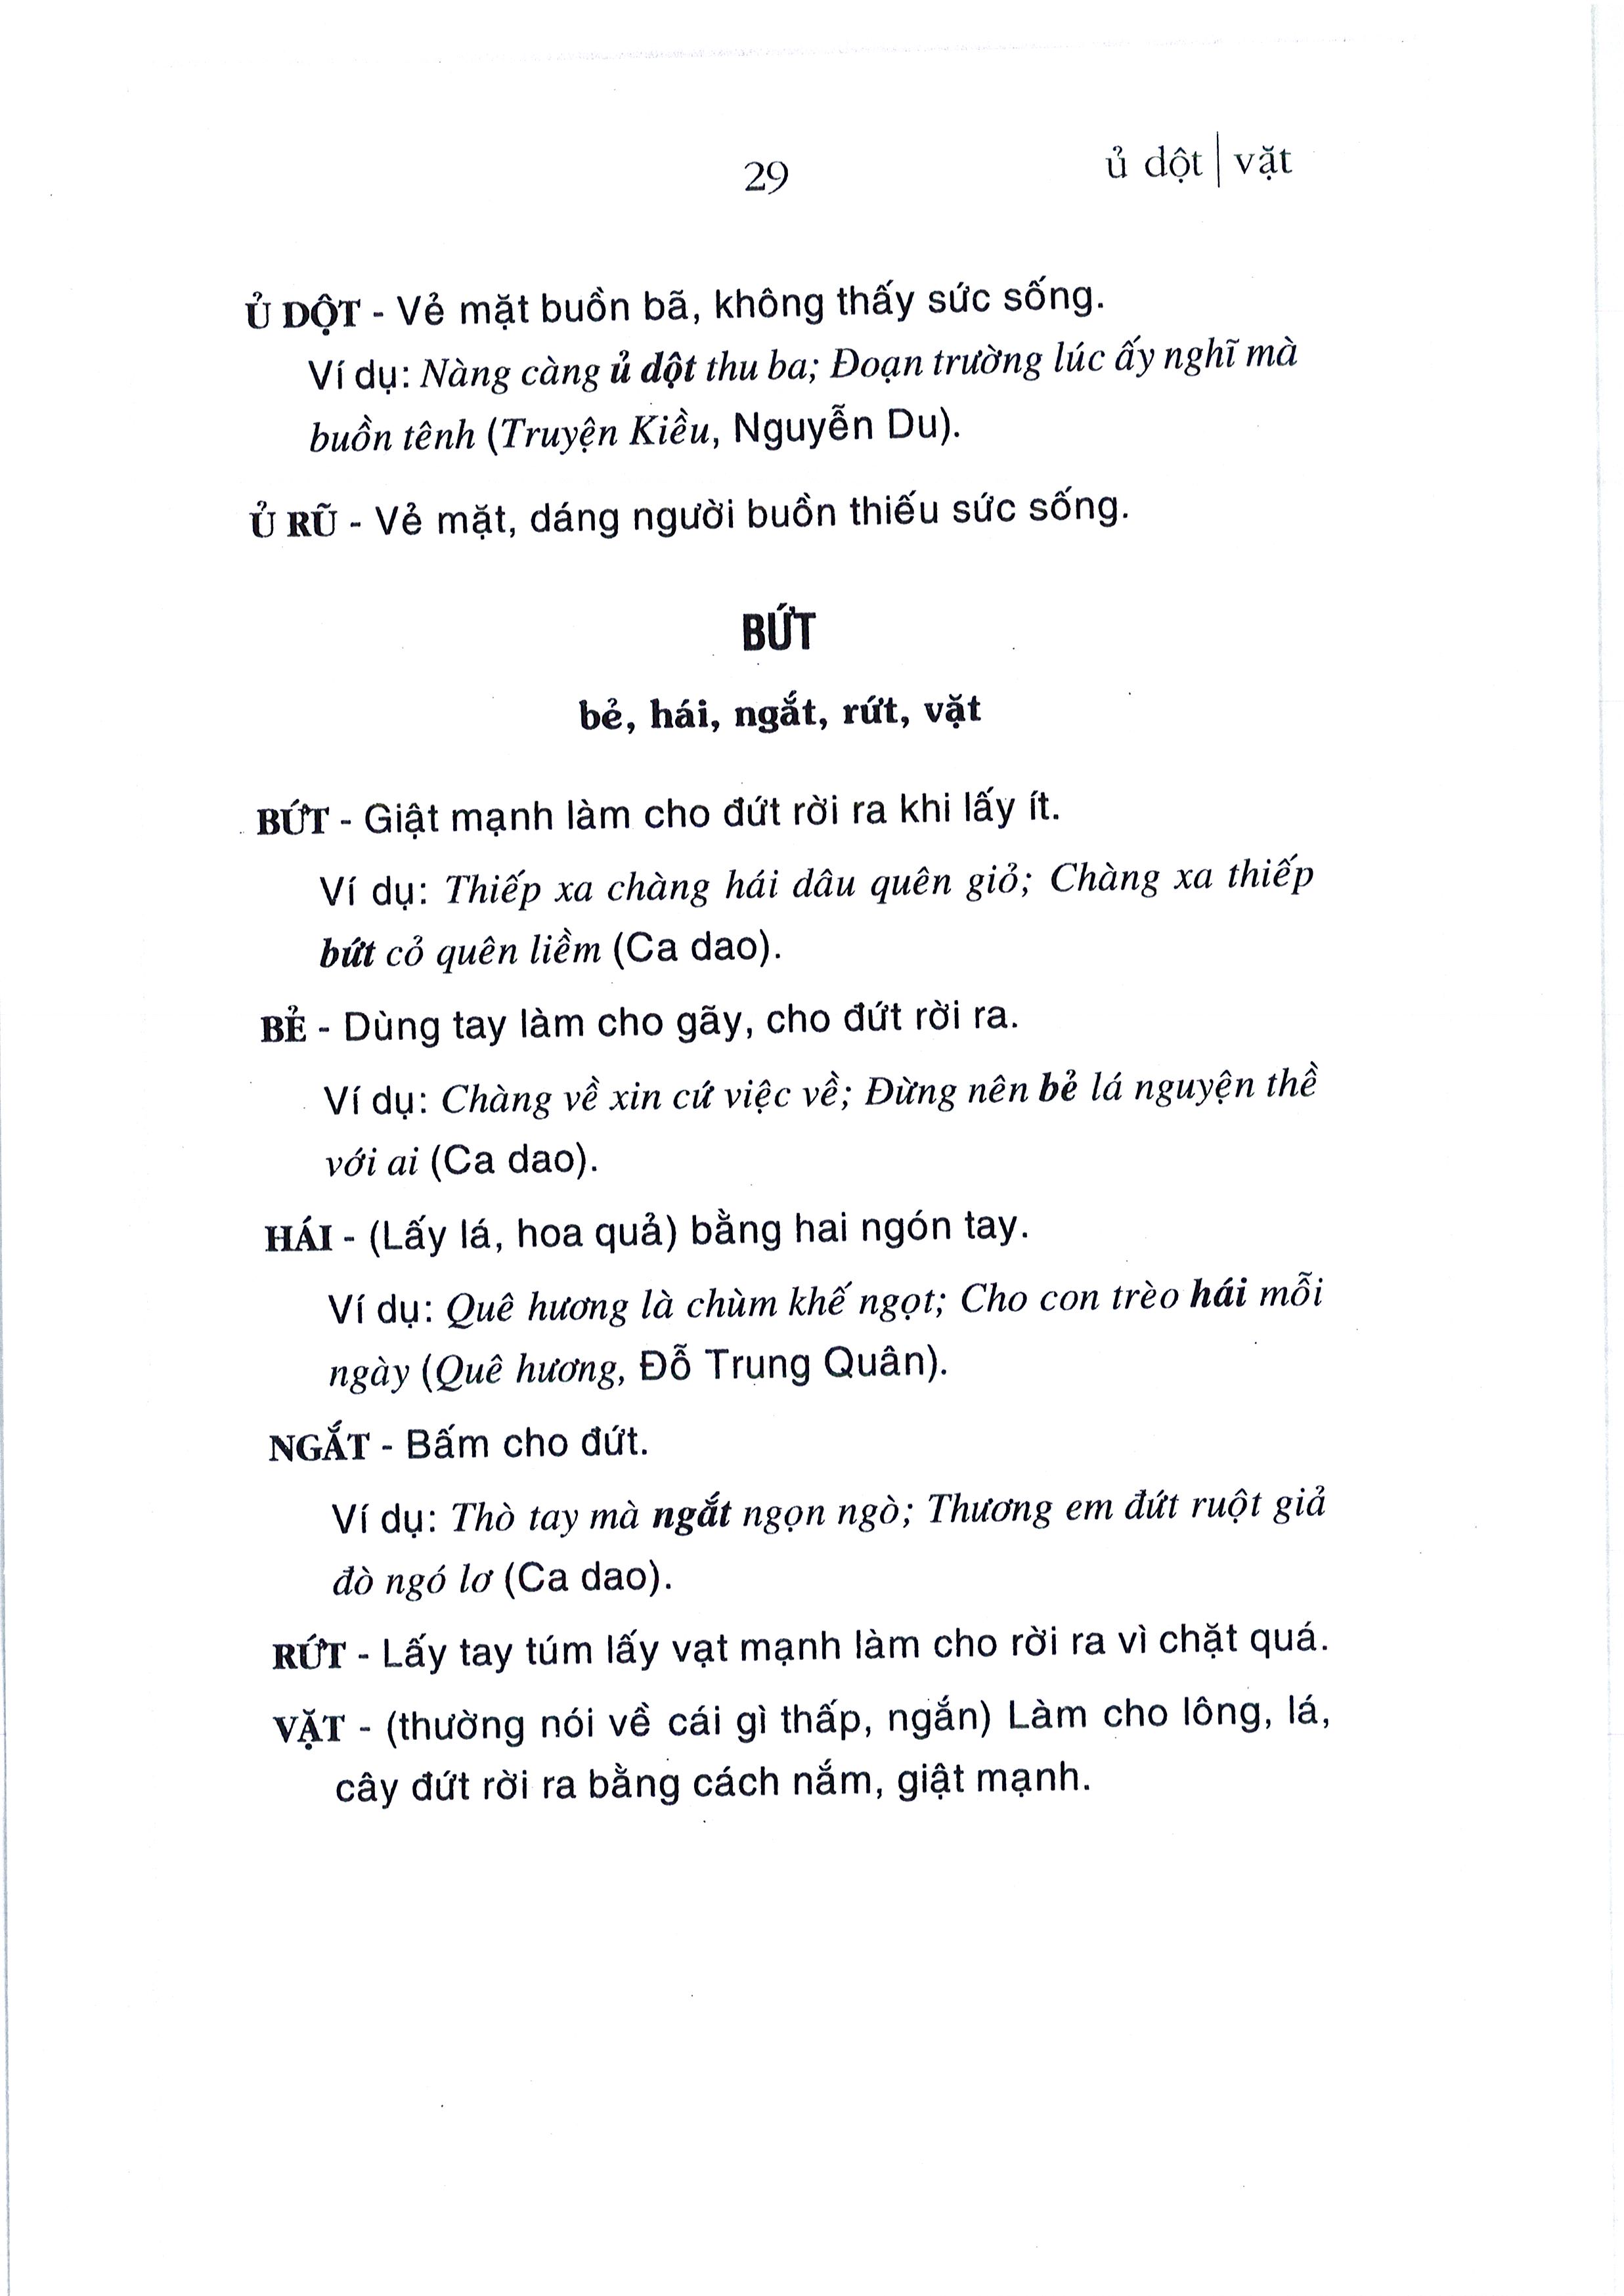 29
ủ dột | vặt
Ủ DỘT - Vẻ mặt buồn bã, không thấy sức sống.
Ví dụ: Nàng càng ủ dột thu ba; Đoạn trường lúc ấy nghĩ mà
buồn tênh (Truyện Kiều, Nguyễn Du).
Ủ RŨ - Vẻ mặt, dáng người buồn thiếu sức sống.
BỨT
bẻ, hái, ngắt, rứt, vặt
BỨT - Giật mạnh làm cho đứt rời ra khi lấy ít.
Ví dụ: Thiếp xa chàng hái dâu quên giỏ; Chàng xa thiếp
bứt cỏ quên liềm (Ca dao).
BẺ - Dùng tay làm cho gãy, cho đứt rời ra.
Ví dụ: Chàng về xin cứ việc về; Đừng nên bẻ lá nguyện thề
với ai (Ca dao).
HÁI - (Lấy lá, hoa quả) bằng hai ngón tay.
Ví dụ: Quê hương là chùm khế ngọt; Cho con trèo hái mỗi
ngày (Quê hương, Đỗ Trung Quân).
NGẮT - Bấm cho đứt.
Ví dụ: Thò tay mà ngắt ngọn ngò; Thương em đứt ruột giả
đò ngó lơ (Ca dao).
RỨT - Lấy tay túm lấy vạt mạnh làm cho rời ra vì chặt quá.
VẶT - (thường nói về cái gì thấp, ngắn) Làm cho lông, lá,
cây đứt rời ra bằng cách nắm, giật mạnh.